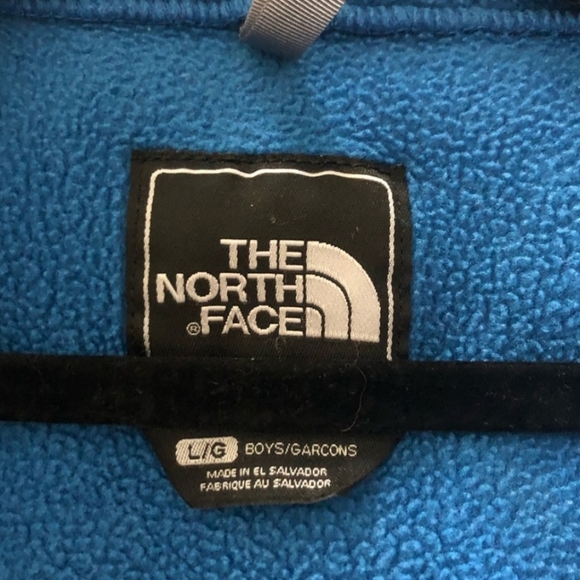 THE
NORTH
® FACE
L/G BOYS/GARCONS
MADE IN EL SALVADOR
FABRIQUE AU SALVADOR